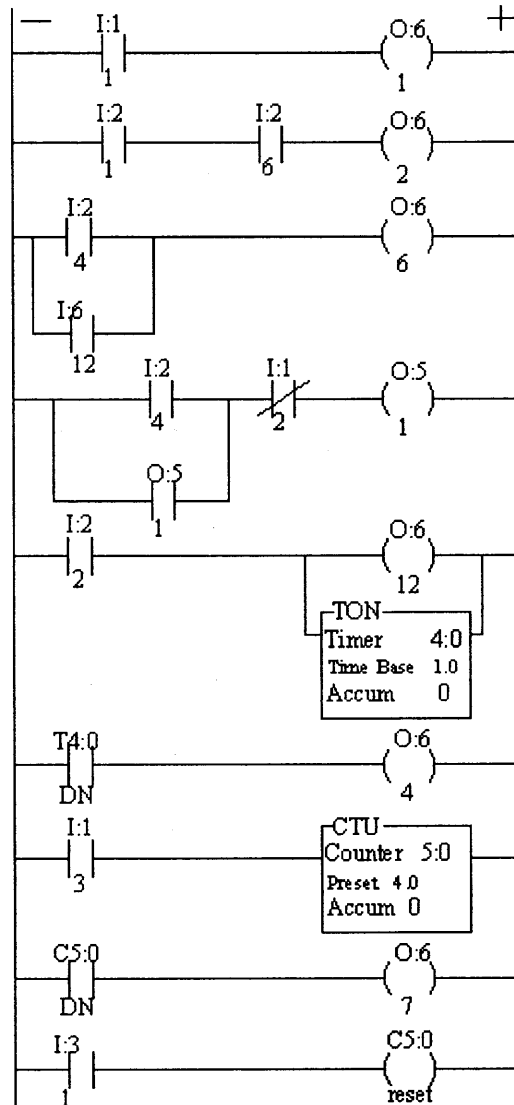 — +
I:1 O:6
1 1
I:2 I:2 O:6
1 6 2
I:2 O:6
4 6
I:6
12
I:2 I:1 O:5
4 2 1
O:5
1
I:2 O:6
2 12
TON
Timer 4:0
Time Base 1.0
Accum 0
T4:0 O:6
DN 4
I:1 CTU
3 Counter 5:0
Preset 4.0
Accum 0
C5:0 O:6
DN 7
I:3 C5:0
1 reset